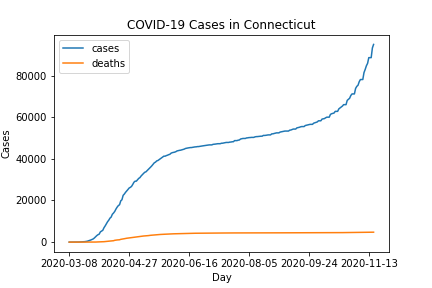 COVID-19 Cases in Connecticut
cases
deaths
80000
60000
40000
20000
0
Cases
2020-03-08 2020-04-27 2020-06-16 2020-08-05 2020-09-24 2020-11-13
Day